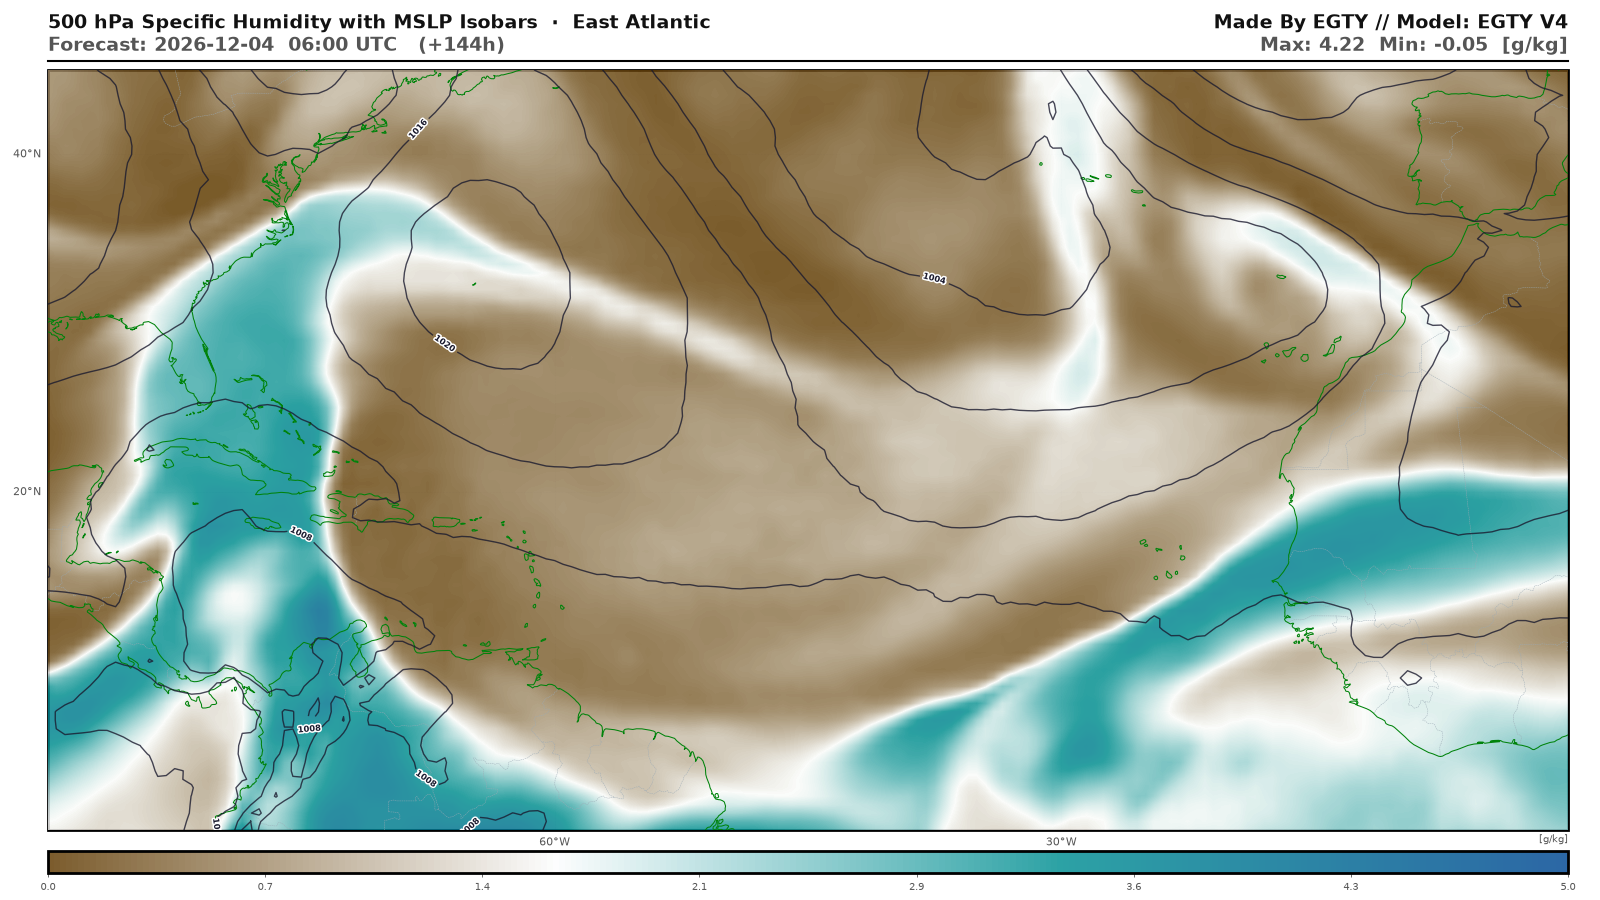 500 hPa Specific Humidity with MSLP Isobars · East Atlantic
Made By EGTY // Model: EGTY V4
Forecast: 2026-12-04 06:00 UTC (+144h)
Max: 4.22 Min: -0.05 [g/kg]
1016
40°N
1004
1020
20°N
1008
1008
1008
10
008
60°W
30°W
[g/kg]
0.0 0.7 1.4 2.1 2.9 3.6 4.3 5.0